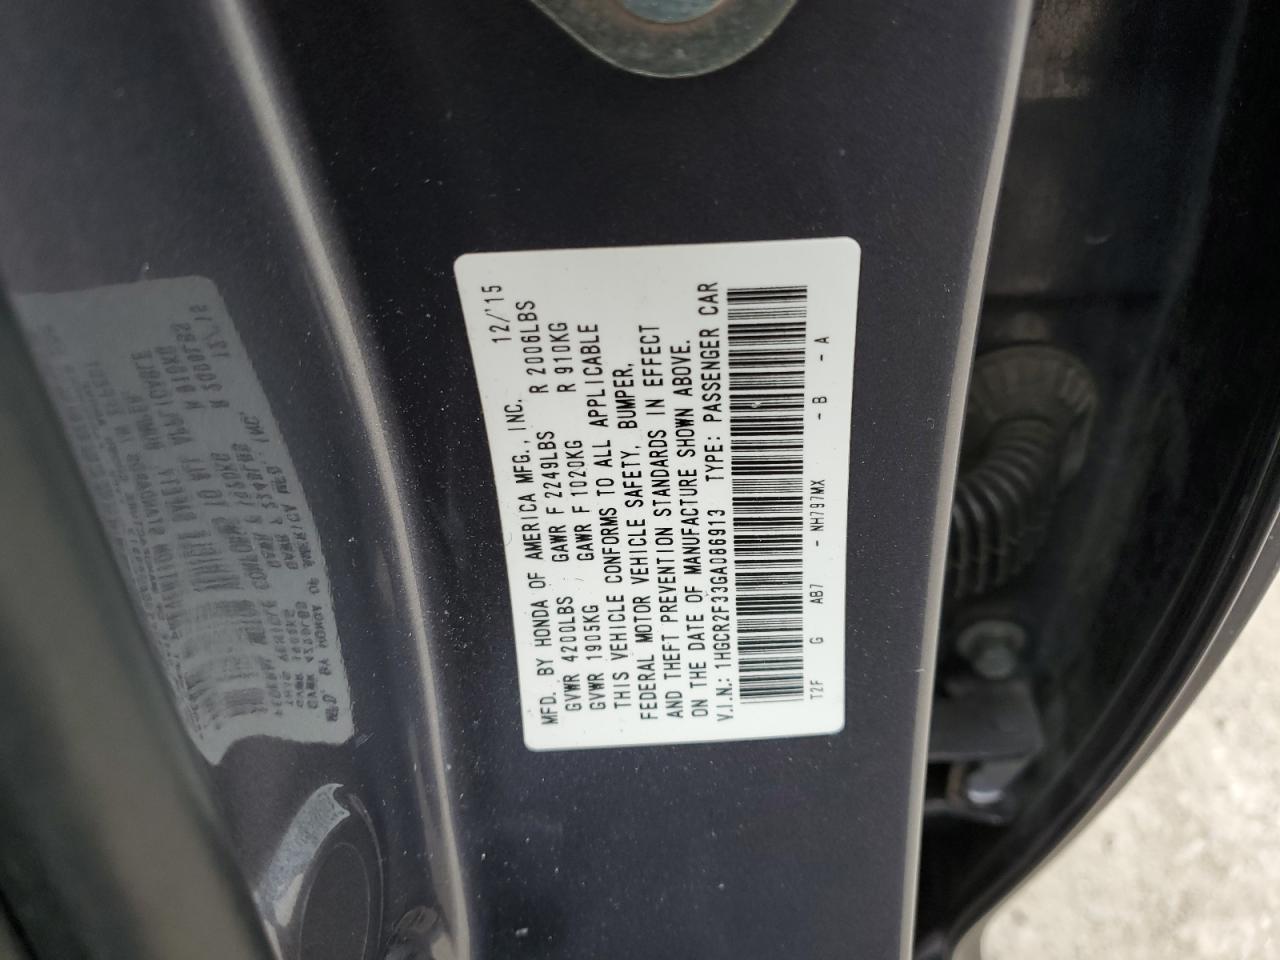 MFD. BY HONDA OF AMERICA MFG., INC. 12/'15
GVWR 4200LBS GAWR F 2249LBS R 2006LBS
GVWR 1905KG GAWR F 1020KG R 910KG
THIS VEHICLE CONFORMS TO ALL APPLICABLE
FEDERAL MOTOR VEHICLE SAFETY, BUMPER,
AND THEFT PREVENTION STANDARDS IN EFFECT
ON THE DATE OF MANUFACTURE SHOWN ABOVE.
V.I.N.: 1HGCR2F33GA086913 TYPE: PASSENGER CAR
T2F G AB7 - NH797MX - B - A